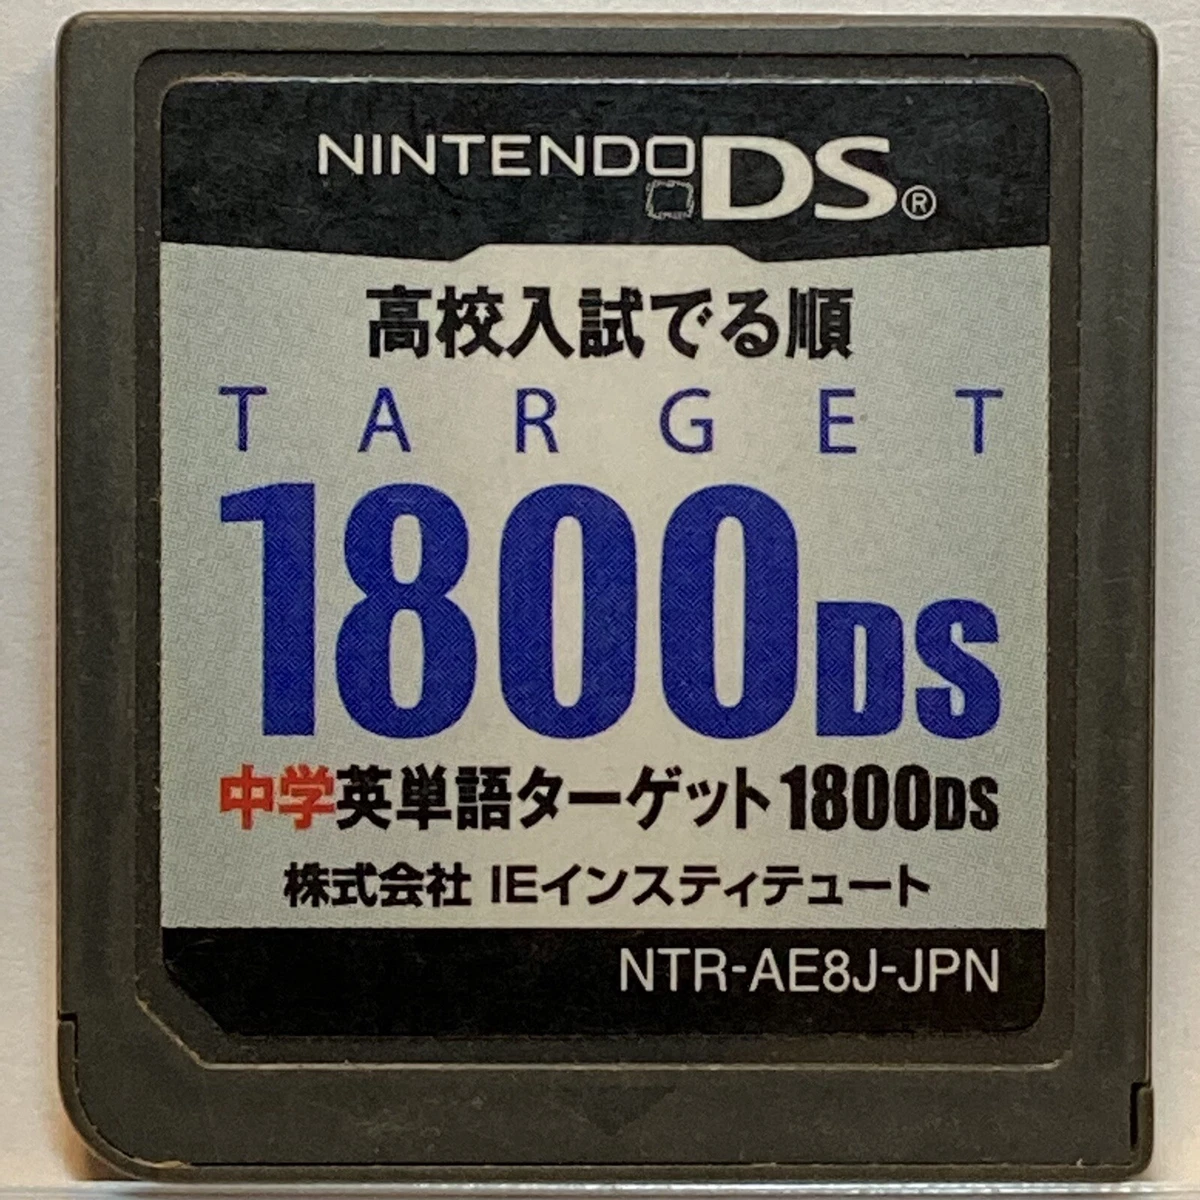 NINTENDO DS®
高校入試でる順
TARGET
1800DS
中学英単語ターゲット1800DS
株式会社 IEインスティテュート
NTR-AE8J-JPN